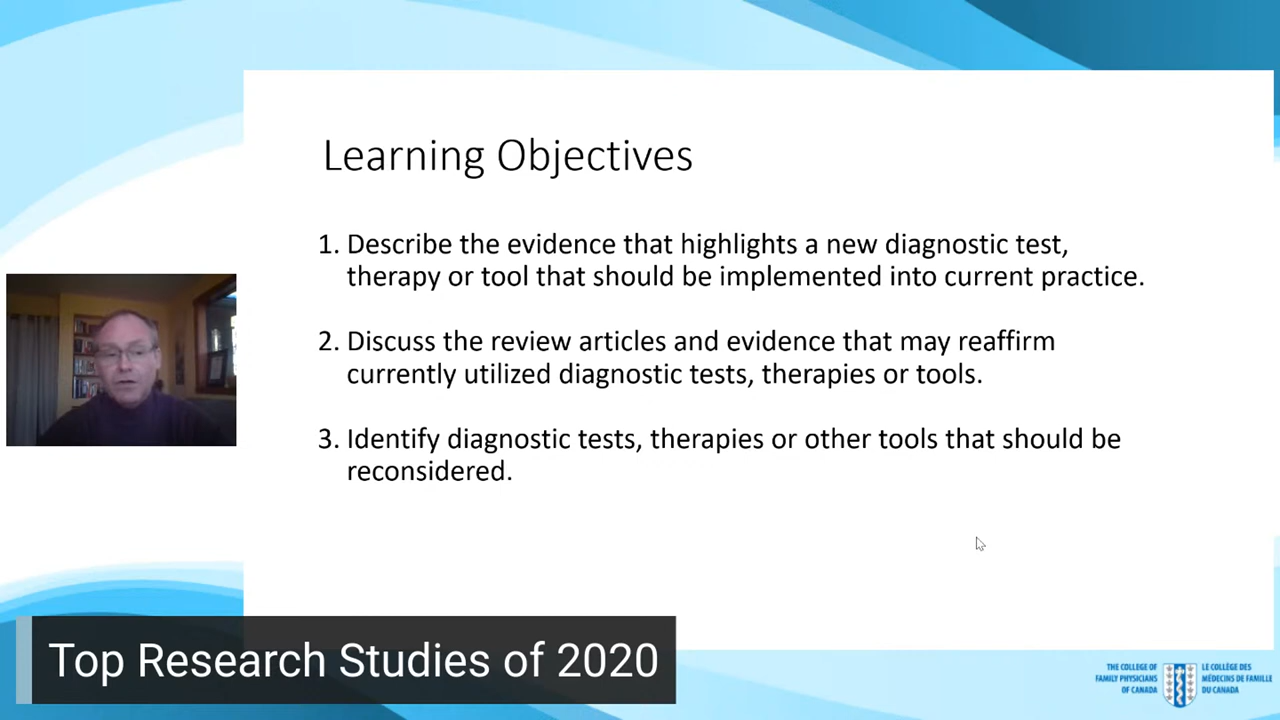 Learning Objectives
1. Describe the evidence that highlights a new diagnostic test,
therapy or tool that should be implemented into current practice.
2. Discuss the review articles and evidence that may reaffirm
currently utilized diagnostic tests, therapies or tools.
3. Identify diagnostic tests, therapies or other tools that should be
reconsidered.
Top Research Studies of 2020
THE COLLEGE OF
FAMILY PHYSICIANS
OF CANADA
LE COLLÈGE DES
MÉDECINS DE FAMILLE
DU CANADA